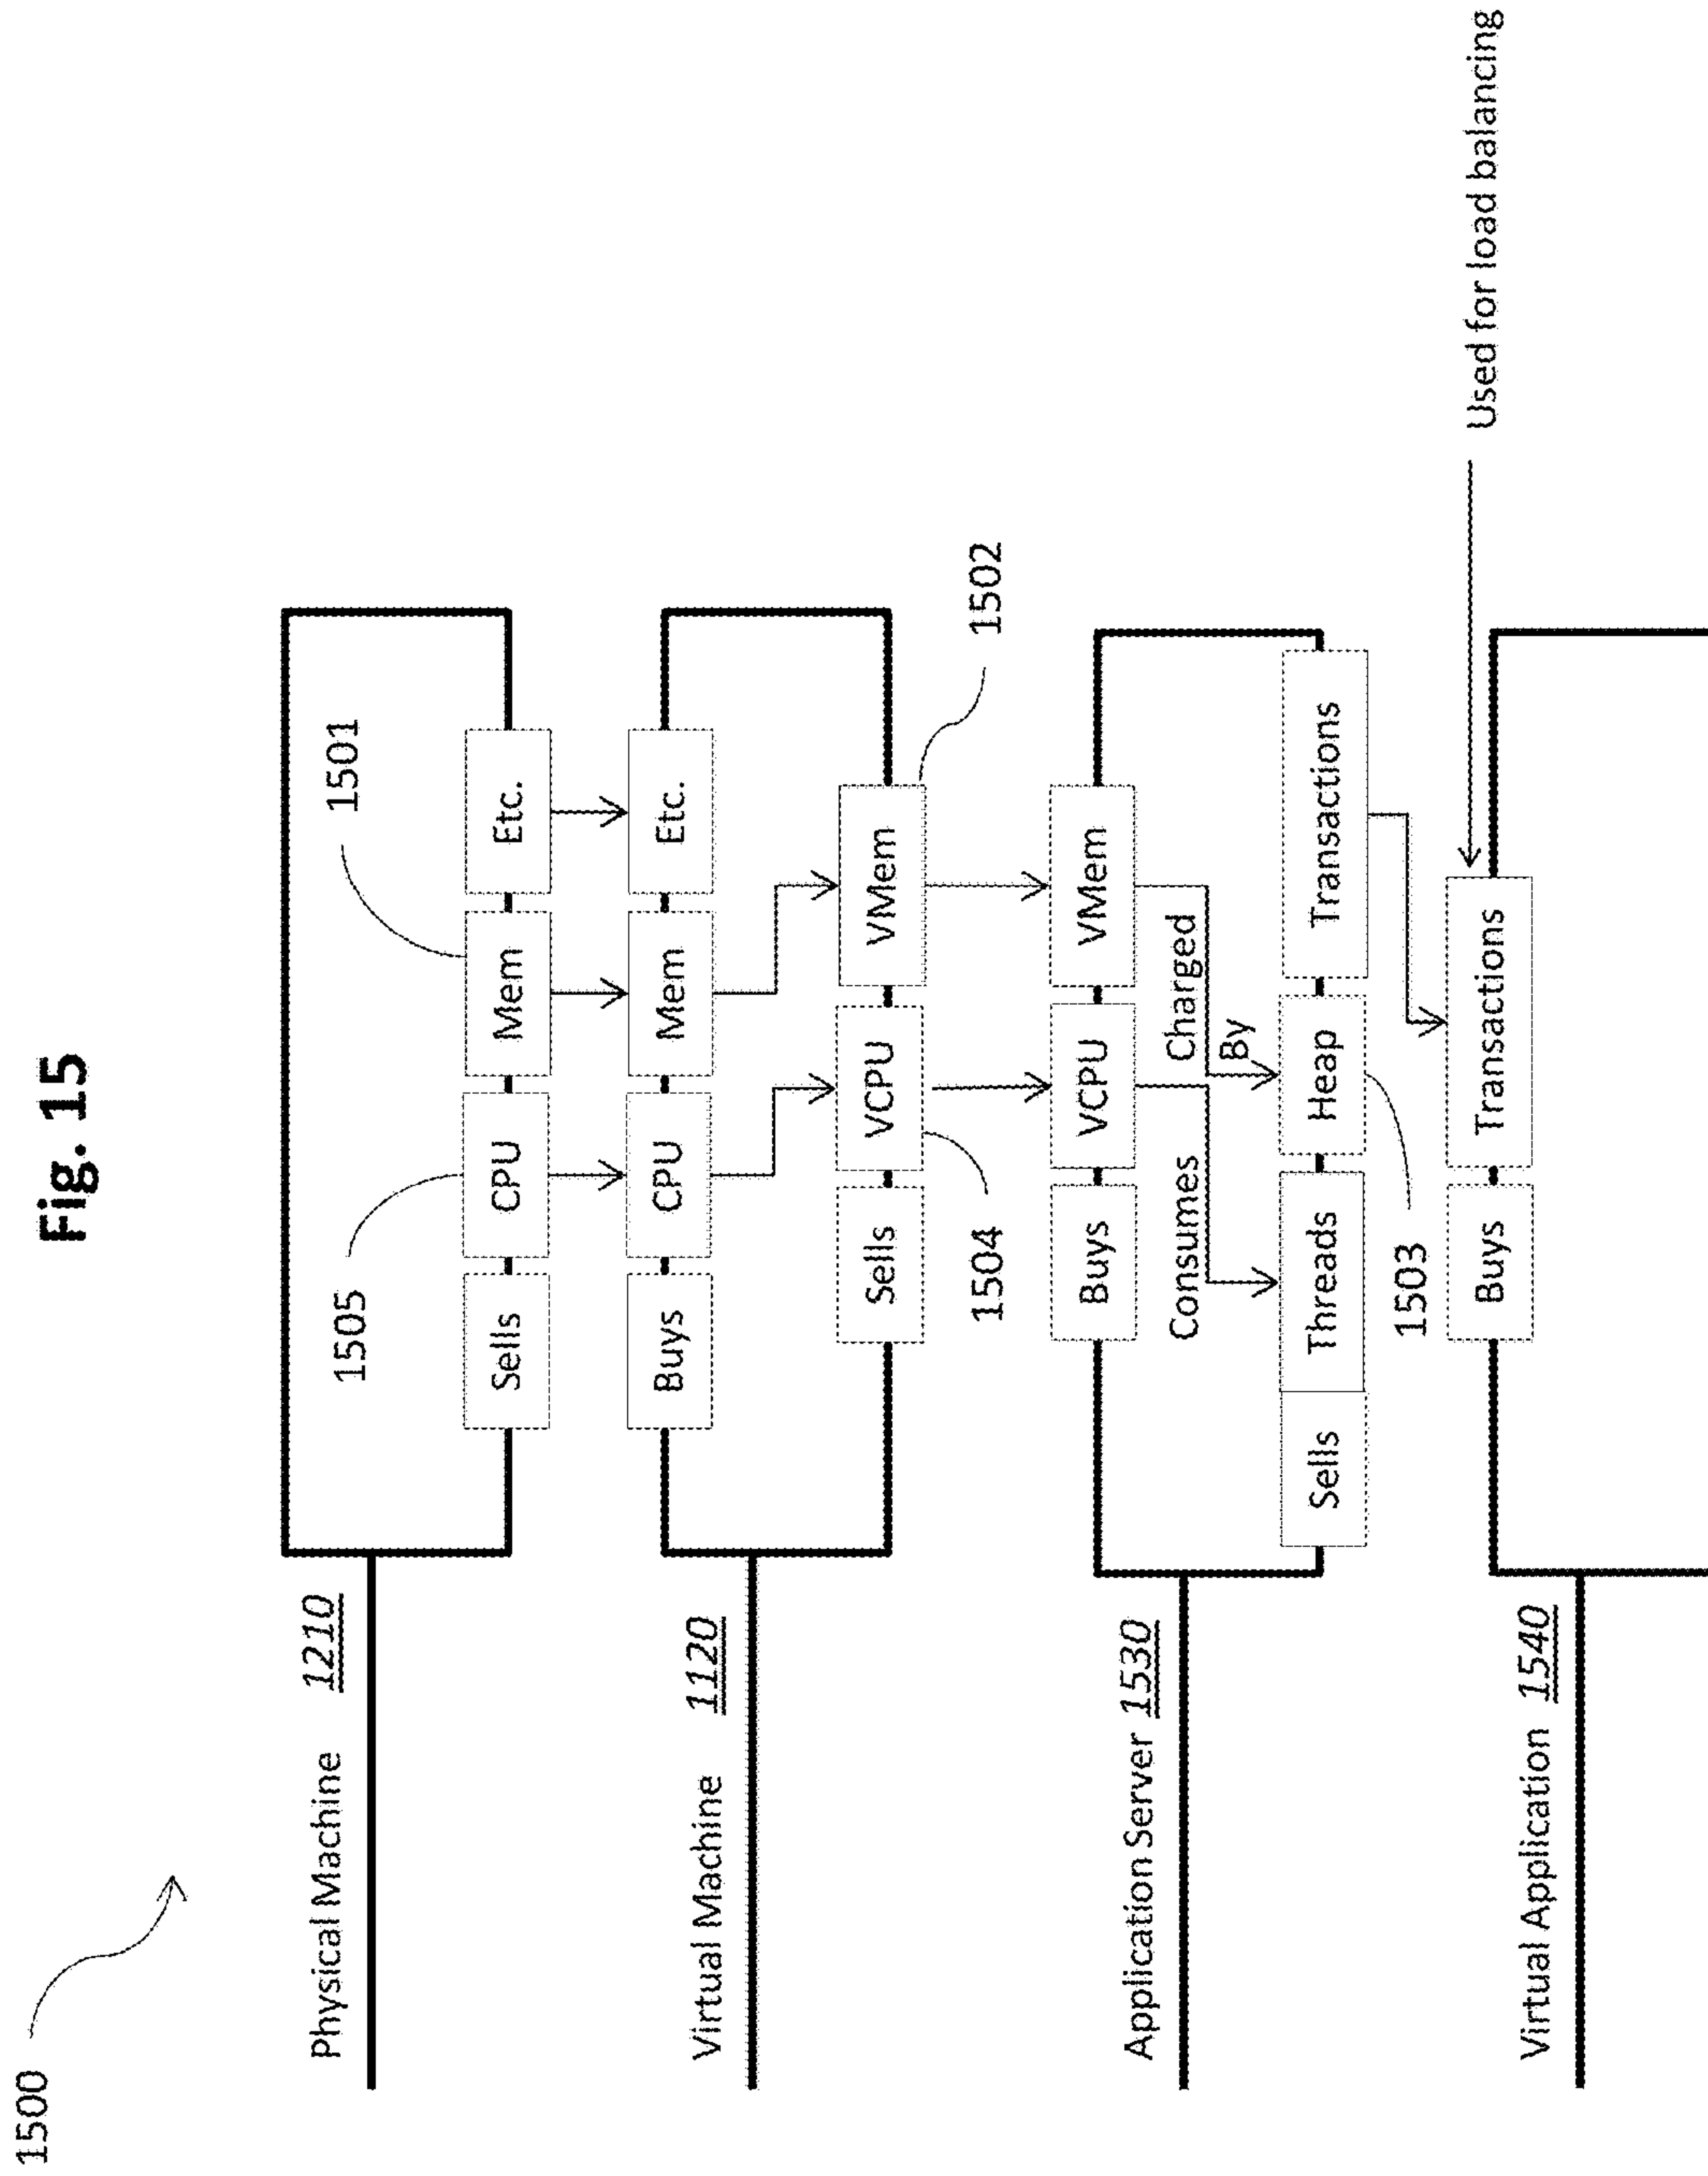 1500
Fig. 15
Physical Machine 1210
1505
1501
Sells CPU Mem Etc.
Buys CPU Mem Etc.
Virtual Machine 1120
Sells VCPU VMem
1504
1502
Buys VCPU VMem
Application Server 1530
Consumes
Charged
By
Sells Threads Heap Transactions
1503
Used for load balancing
Buys Transactions
Virtual Application 1540